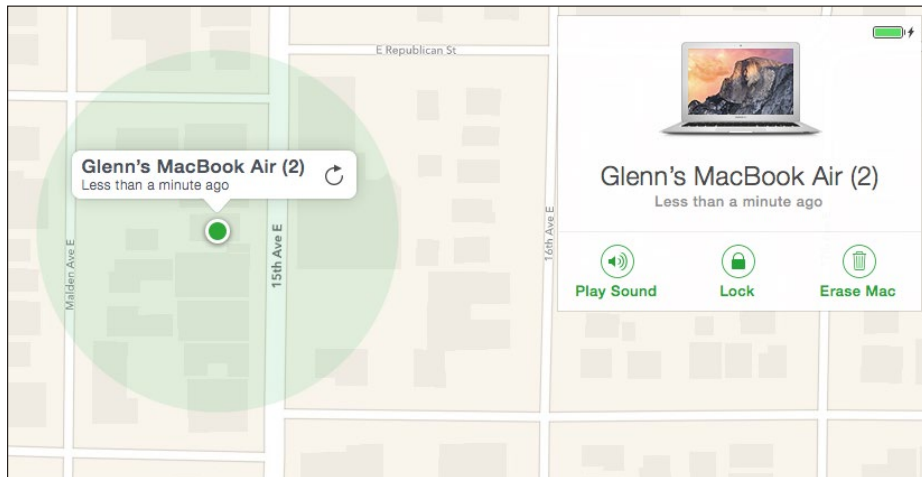 E Republican St
Glenn's MacBook Air (2)
Less than a minute ago
Malden Ave E
15th Ave E
16th Ave E
Glenn's MacBook Air (2)
Less than a minute ago
Play Sound
Lock
Erase Mac